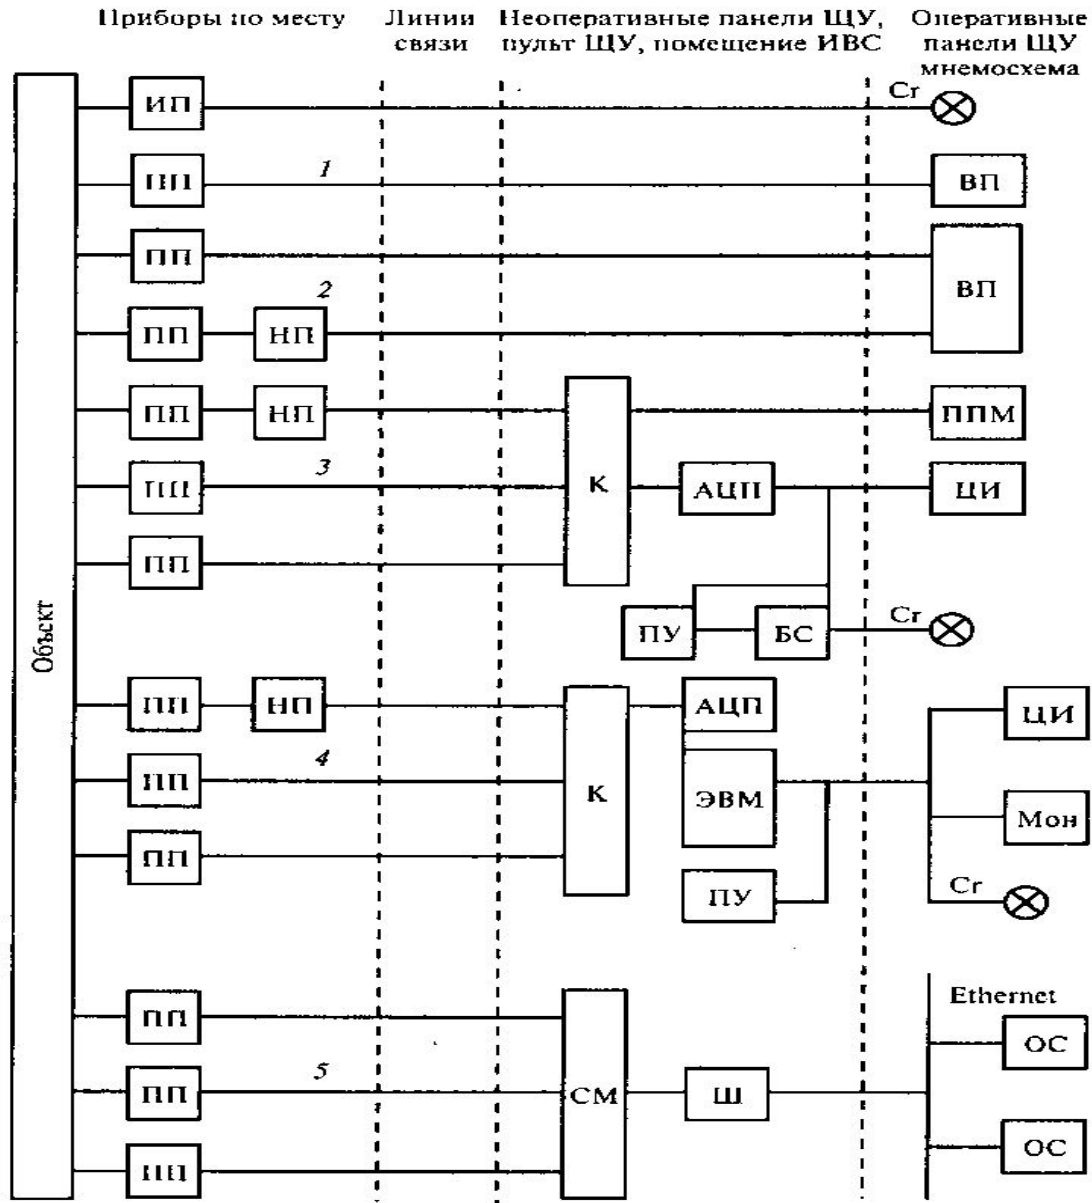 Приборы по месту
Линии связи
Неоперативные панели ЩУ,
пульт ЩУ, помещение ИВС
Оперативные
панели ЩУ
мнемосхема
Объект
ИП
Сг
1
ПП
ВП
ПП
2
ВП
ПП
НП
ПП
НП
ППМ
3
ПП
К
АЦП
ЦИ
ПП
ПУ
БС
Сг
ПП
НП
АЦП
ЦИ
4
ПП
К
ЭВМ
Мон
ПП
ПУ
Сг
Ethernet
ПП
ОС
5
ПП
СМ
Ш
ПП
ОС